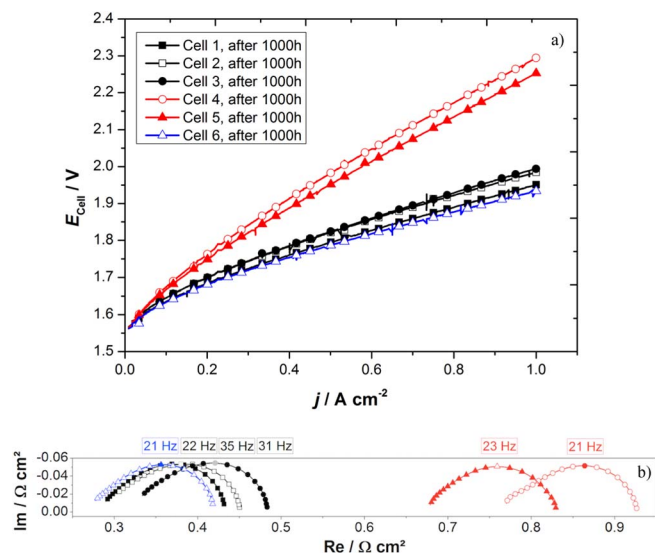 a)
Cell 1, after 1000h
Cell 2, after 1000h
Cell 3, after 1000h
Cell 4, after 1000h
Cell 5, after 1000h
Cell 6, after 1000h
2.4
2.3
2.2
2.1
2.0
1.9
1.8
1.7
1.6
1.5
E_Cell / V
0.0 0.2 0.4 0.6 0.8 1.0
j / A cm⁻²
21 Hz 22 Hz 35 Hz 31 Hz 23 Hz 21 Hz
b)
-0.06
-0.04
-0.02
0.00
Im / Ω cm²
0.3 0.4 0.5 0.6 0.7 0.8 0.9
Re / Ω cm²